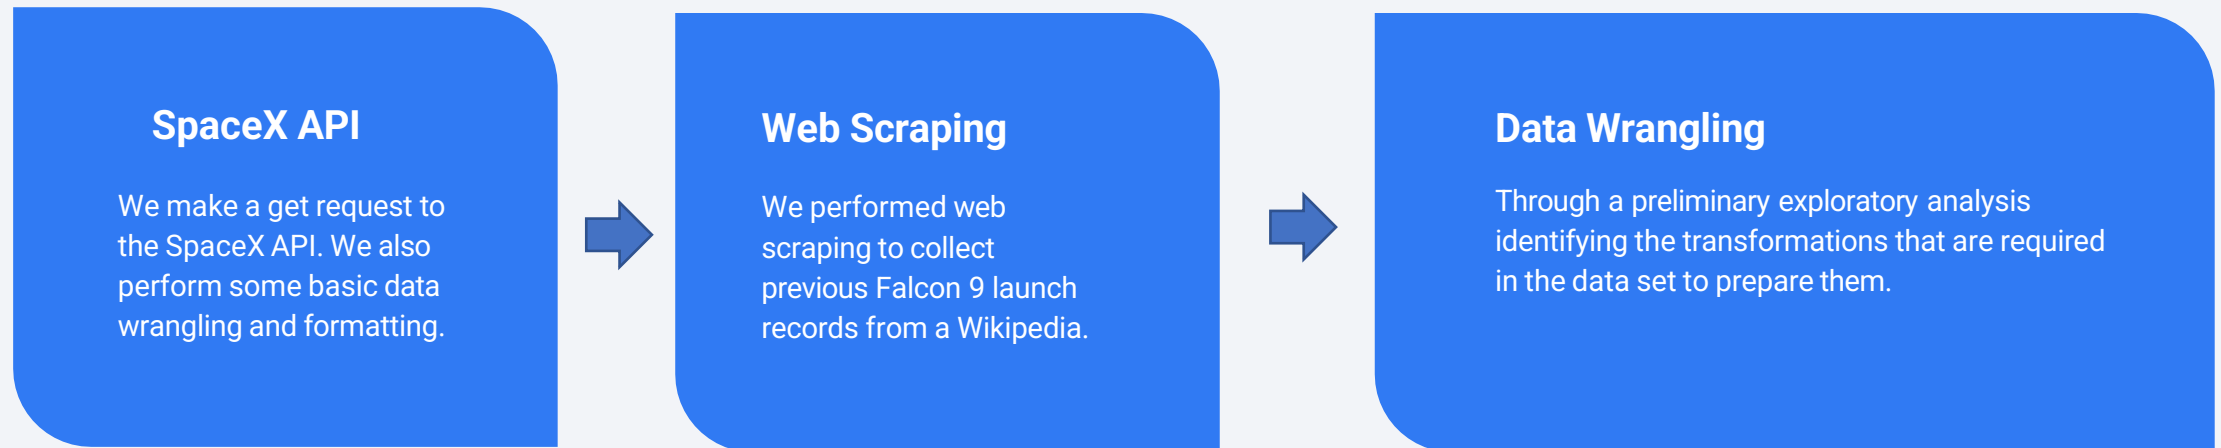 SpaceX API
We make a get request to
the SpaceX API. We also
perform some basic data
wrangling and formatting.
Web Scraping
We performed web
scraping to collect
previous Falcon 9 launch
records from a Wikipedia.
Data Wrangling
Through a preliminary exploratory analysis
identifying the transformations that are required
in the data set to prepare them.